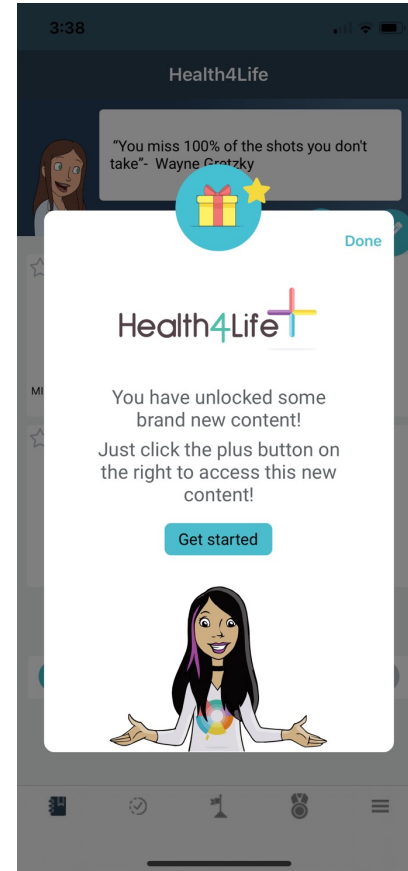 3:38
Health4Life
“You miss 100% of the shots you don't
take”- Wayne Gretzky
Done
Health4Life
MI
You have unlocked some
brand new content!
Just click the plus button on
the right to access this new
content!
Get started